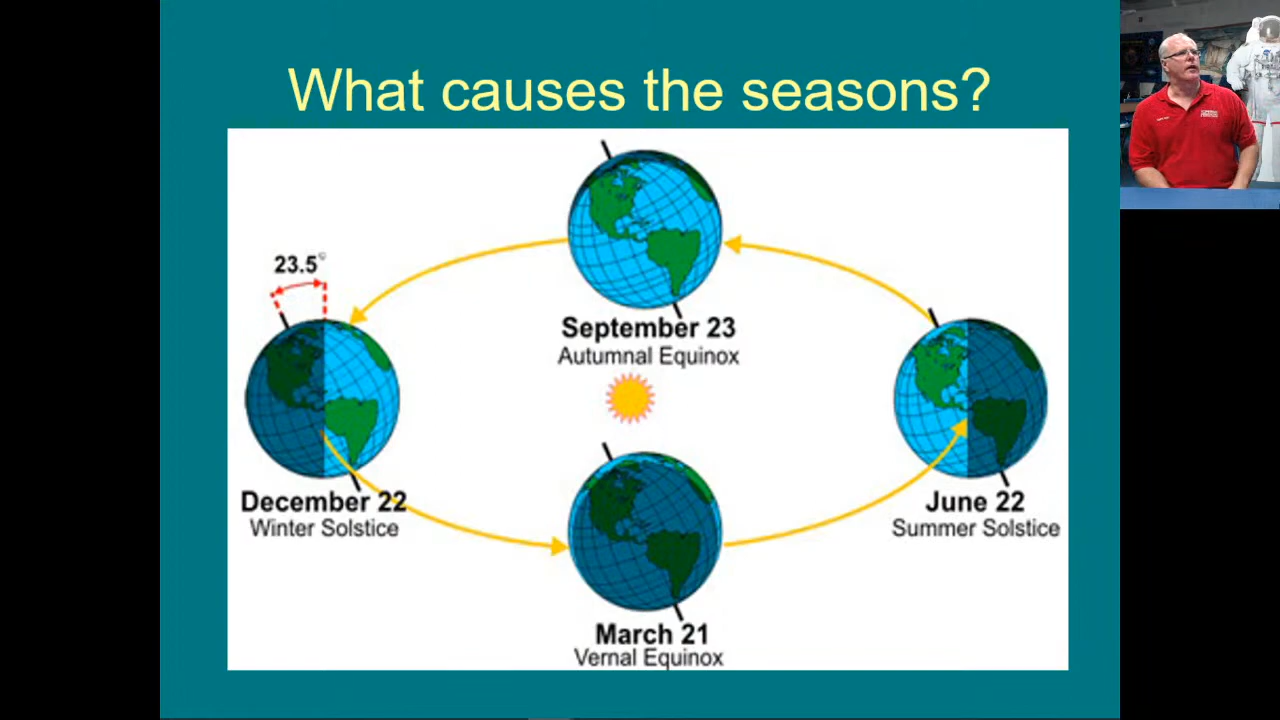 What causes the seasons?
23.5°
September 23
Autumnal Equinox
December 22
Winter Solstice
June 22
Summer Solstice
March 21
Vernal Equinox